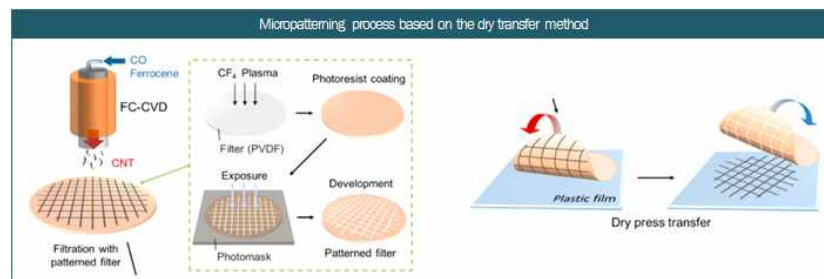 Micropatterning process based on the dry transfer method
CO
Ferrocene
FC-CVD
CNT
Filtration with
patterned filter
CF₄ Plasma
Filter (PVDF)
Photoresist coating
Exposure
Photomask
Development
Patterned filter
Plastic film
Dry press transfer